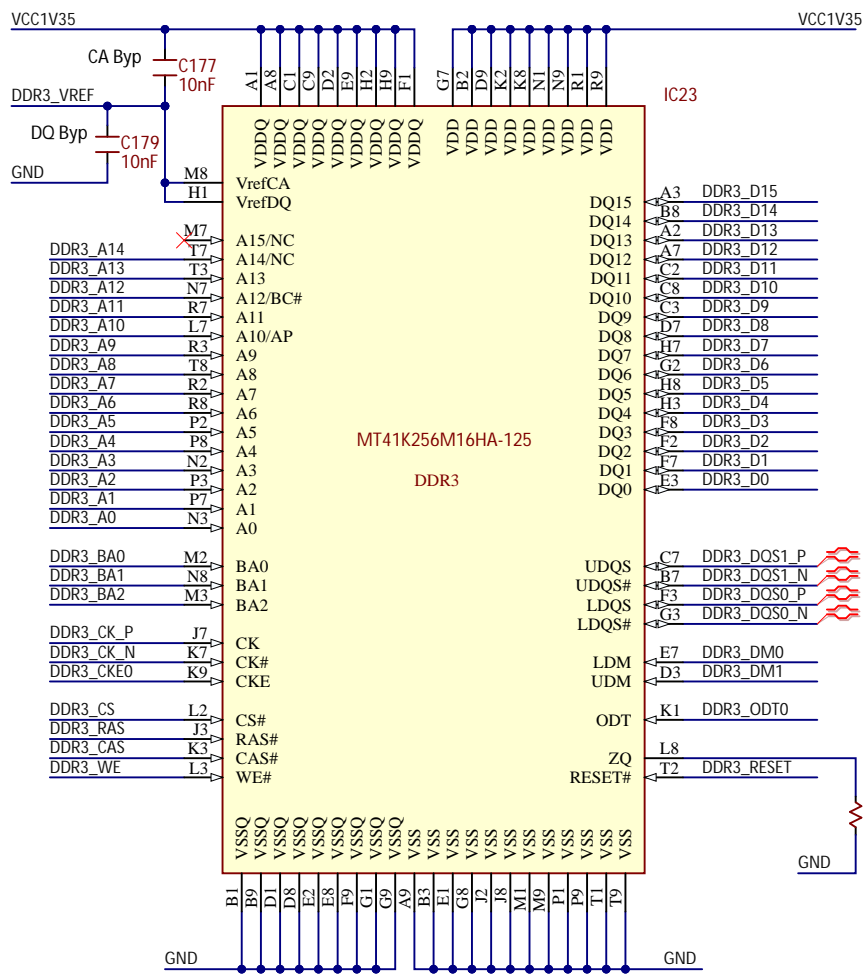 VCC1V35 VCC1V35
CA Byp C177
10nF
A1 A8 C1 C9 D2 E9 H2 H9 F1 G7 B2 D9 K2 K8 N1 N9 R1 R9
DDR3_VREF IC23
DQ Byp C179
10nF
VDDQ VDDQ VDDQ VDDQ VDDQ VDDQ VDDQ VDDQ VDDQ VDD VDD VDD VDD VDD VDD VDD VDD VDD
GND
M8 VrefCA
H1 VrefDQ DQ15 A3 DDR3_D15
DQ14 B8 DDR3_D14
M7 A15/NC DQ13 A2 DDR3_D13
DDR3_A14 T7 A14/NC DQ12 A7 DDR3_D12
DDR3_A13 T3 A13 DQ11 C2 DDR3_D11
DDR3_A12 N7 A12/BC# DQ10 C8 DDR3_D10
DDR3_A11 R7 A11 DQ9 C3 DDR3_D9
DDR3_A10 L7 A10/AP DQ8 D7 DDR3_D8
DDR3_A9 R3 A9 DQ7 H7 DDR3_D7
DDR3_A8 T8 A8 DQ6 G2 DDR3_D6
DDR3_A7 R2 A7 DQ5 H8 DDR3_D5
DDR3_A6 R8 A6 DQ4 H3 DDR3_D4
DDR3_A5 P2 A5 DQ3 F8 DDR3_D3
MT41K256M16HA-125
DDR3_A4 P8 A4 DQ2 F2 DDR3_D2
DDR3_A3 N2 A3 DQ1 F7 DDR3_D1
DDR3
DDR3_A2 P3 A2 DQ0 E3 DDR3_D0
DDR3_A1 P7 A1
DDR3_A0 N3 A0
DDR3_BA0 M2 BA0 UDQS C7 DDR3_DQS1_P
DDR3_BA1 N8 BA1 UDQS# B7 DDR3_DQS1_N
DDR3_BA2 M3 BA2 LDQS F3 DDR3_DQS0_P
LDQS# G3 DDR3_DQS0_N
DDR3_CK_P J7 CK
DDR3_CK_N K7 CK# LDM E7 DDR3_DM0
DDR3_CKE0 K9 CKE UDM D3 DDR3_DM1
DDR3_CS L2 CS# ODT K1 DDR3_ODT0
DDR3_RAS J3 RAS#
DDR3_CAS K3 CAS# ZQ L8
DDR3_WE L3 WE# RESET# T2 DDR3_RESET
VSSQ VSSQ VSSQ VSSQ VSSQ VSSQ VSSQ VSSQ VSSQ VSS VSS VSS VSS VSS VSS VSS VSS VSS VSS VSS VSS
GND
B1 B9 D1 D8 E2 E8 F9 G1 G9 A9 B3 E1 G8 J2 J8 M1 M9 P1 P9 T1 T9
GND GND